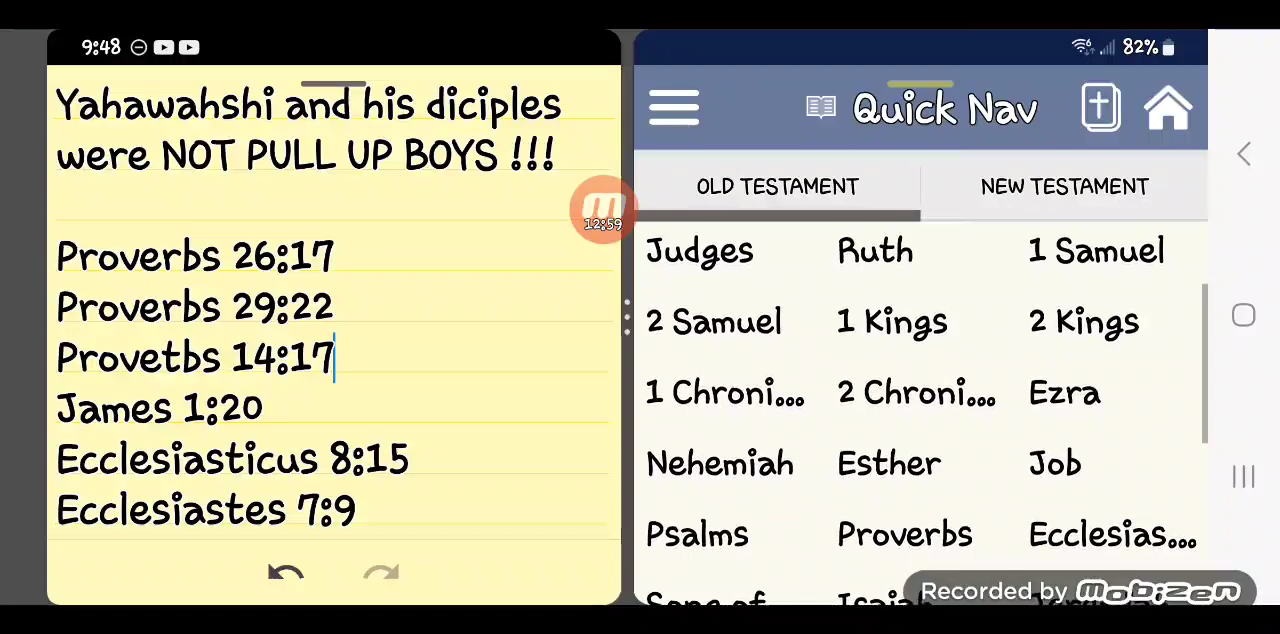 9:48
Yahawahshi and his diciples
were NOT PULL UP BOYS !!!
Proverbs 26:17
Proverbs 29:22
Provetbs 14:17
James 1:20
Ecclesiasticus 8:15
Ecclesiastes 7:9
12:59
82%
Quick Nav
OLD TESTAMENT NEW TESTAMENT
Judges Ruth 1 Samuel
2 Samuel 1 Kings 2 Kings
1 Chroni... 2 Chroni... Ezra
Nehemiah Esther Job
Psalms Proverbs Ecclesias...
Song of Isaiah
Recorded by Mobizen